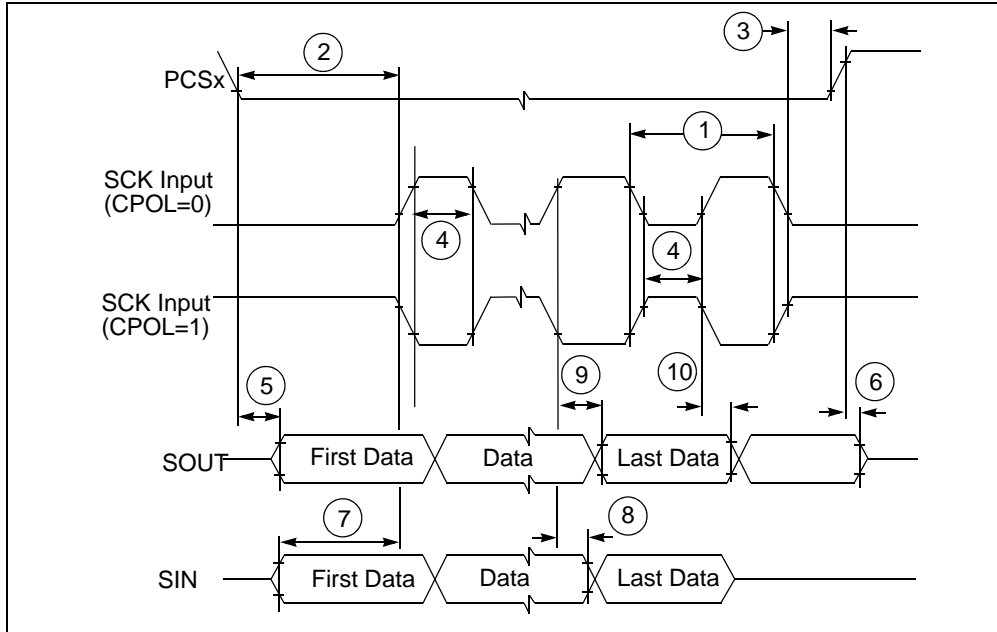 3
2
PCSx
1
SCK Input
(CPOL=0)
4
4
SCK Input
(CPOL=1)
5
9
10
6
SOUT
First Data
Data
Last Data
7
8
SIN
First Data
Data
Last Data